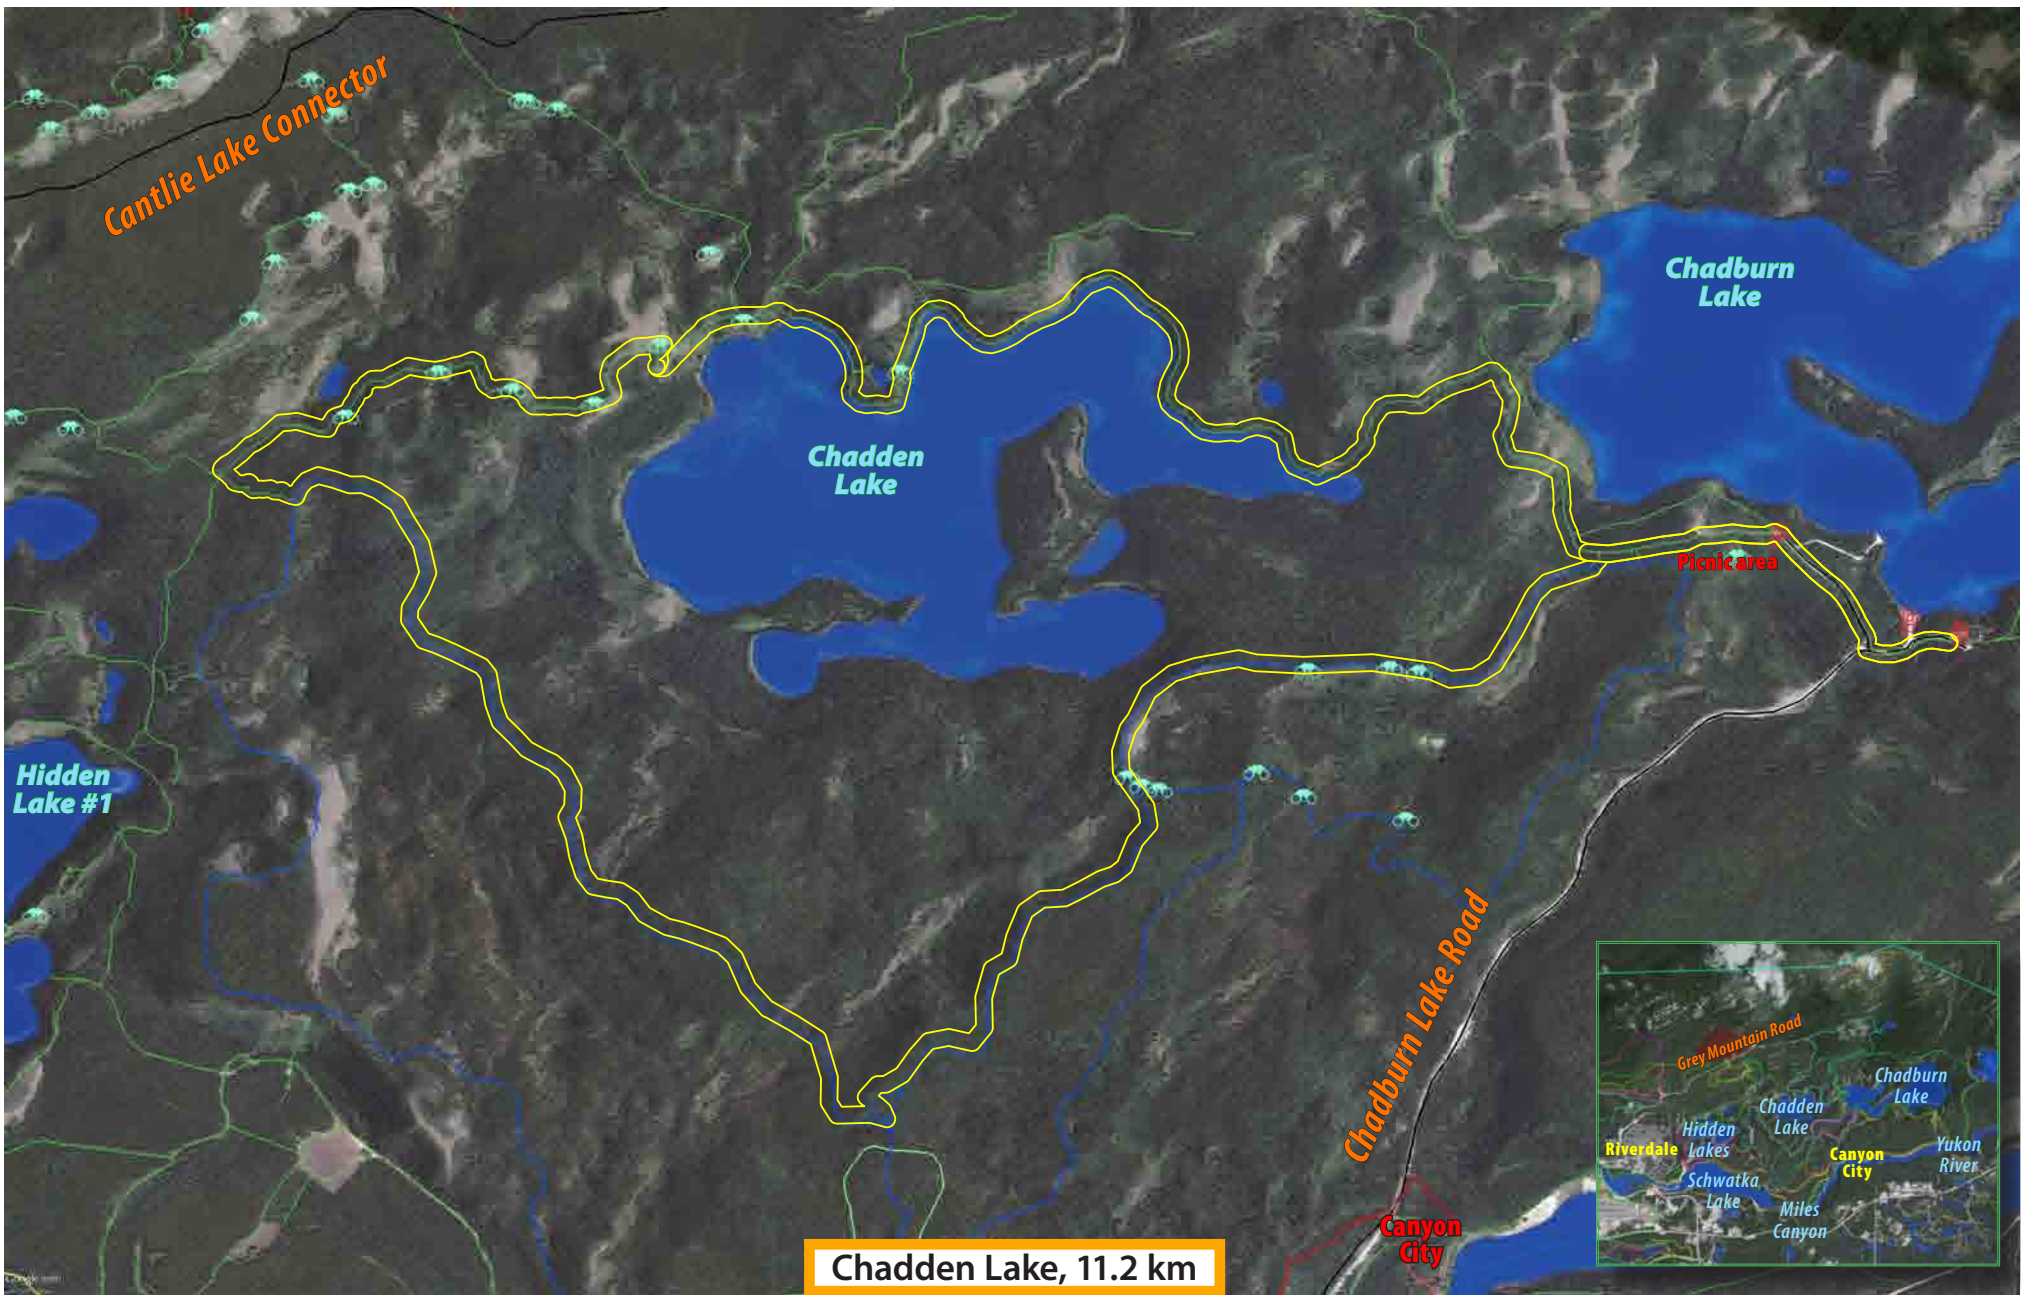 Cantlie Lake Connector
Chadburn
Lake
Chadden
Lake
Picnic area
Hidden
Lake #1
Chadburn Lake Road
Canyon
City
Chadden Lake, 11.2 km
Grey Mountain Road
Chadburn
Lake
Chadden
Lake
Hidden
Lakes
Riverdale
Canyon
City
Yukon
River
Schwatka
Lake
Miles
Canyon